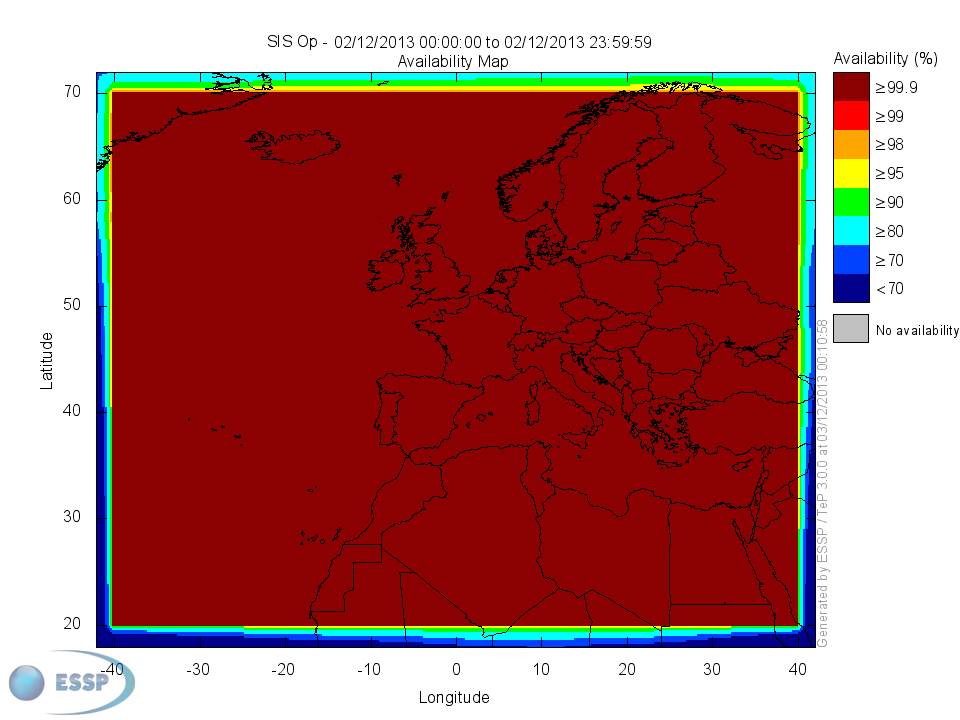 SIS Op - 02/12/2013 00:00:00 to 02/12/2013 23:59:59
Availability Map
Availability (%)
≥99.9
≥99
≥98
≥95
≥90
≥80
≥70
<70
No availability
70
60
50
40
30
20
Latitude
-40
-30
-20
-10
0
10
20
30
40
Longitude
Generated by ESSP / TeP 3.0.0 at 03/12/2013 00:10:58
ESSP